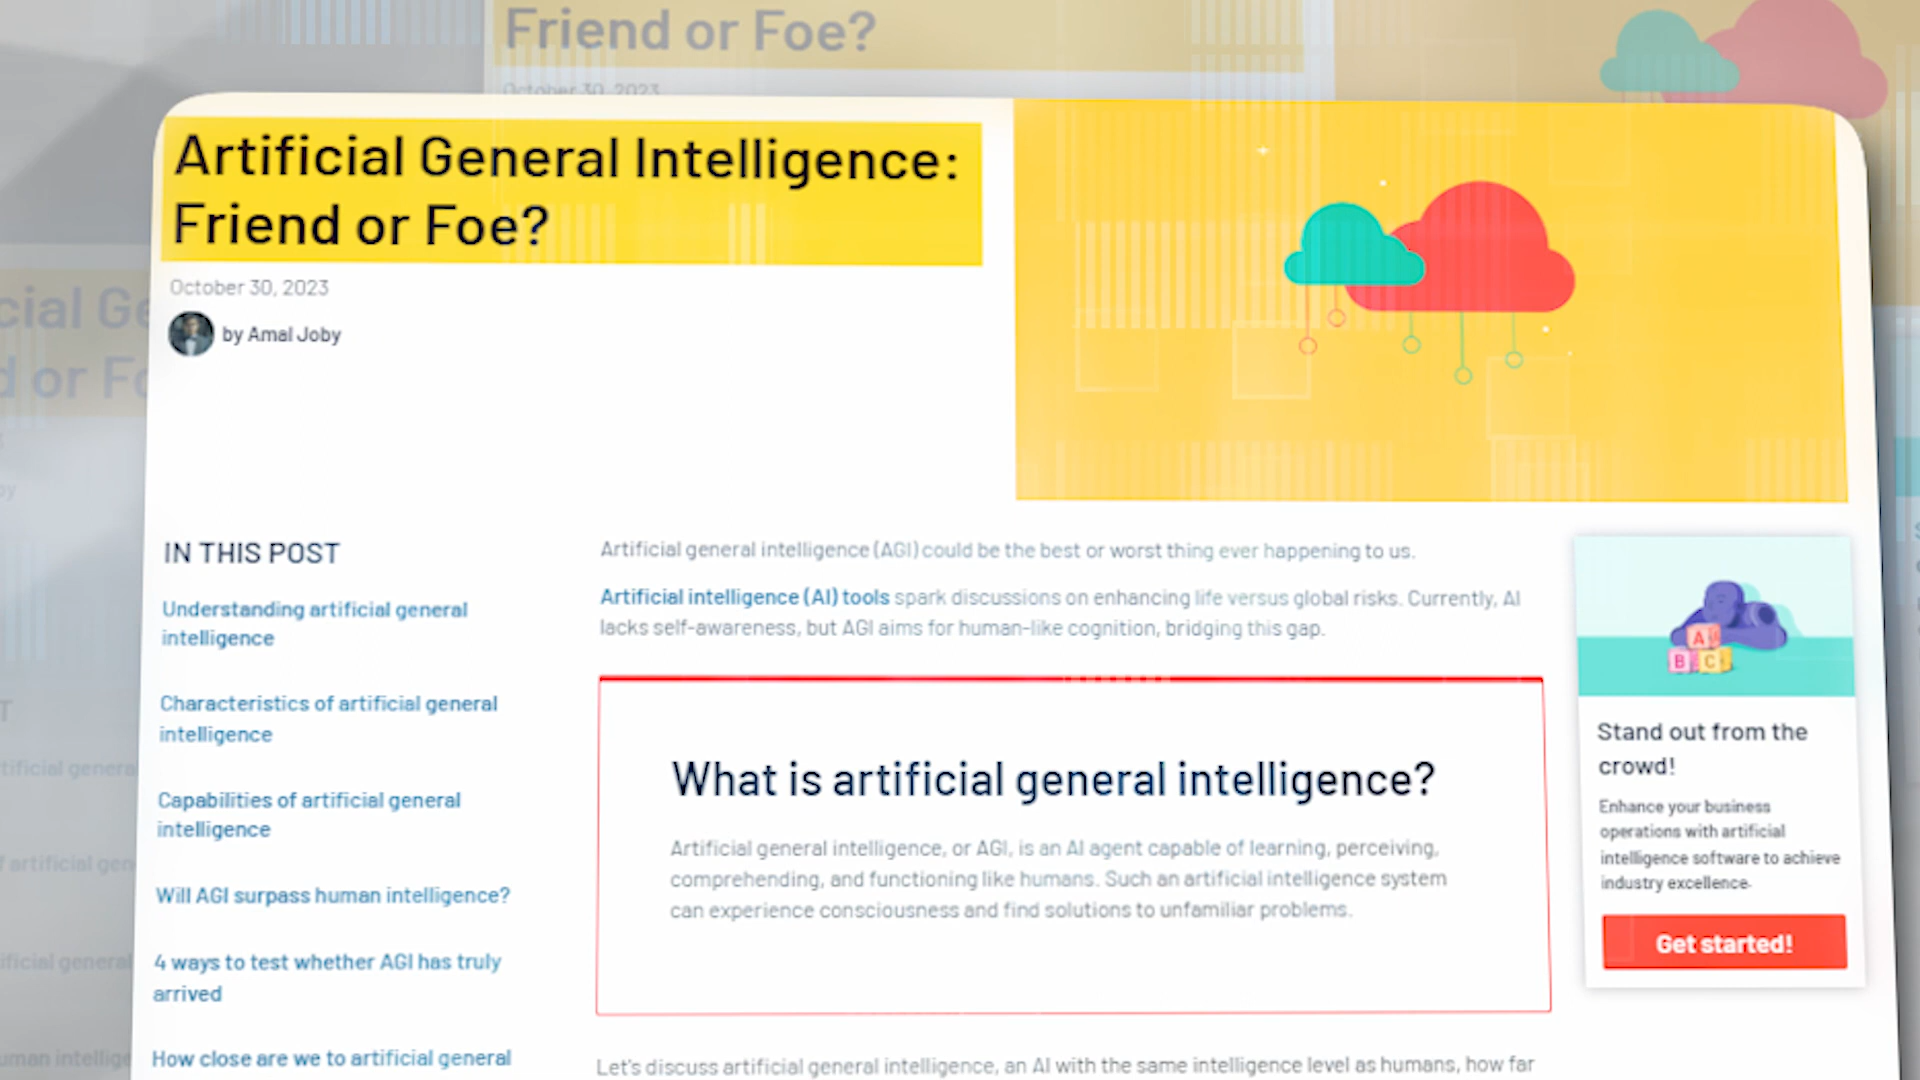 Friend or Foe?
October 30, 2023
Artificial General Intelligence:
Friend or Foe?
October 30, 2023
by Amal Joby
IN THIS POST
Understanding artificial general
intelligence
Characteristics of artificial general
intelligence
Capabilities of artificial general
intelligence
Will AGI surpass human intelligence?
4 ways to test whether AGI has truly
arrived
How close are we to artificial general
Artificial general intelligence (AGI) could be the best or worst thing ever happening to us.
Artificial intelligence (AI) tools spark discussions on enhancing life versus global risks. Currently, AI
lacks self-awareness, but AGI aims for human-like cognition, bridging this gap.
What is artificial general intelligence?
Artificial general intelligence, or AGI, is an AI agent capable of learning, perceiving,
comprehending, and functioning like humans. Such an artificial intelligence system
can experience consciousness and find solutions to unfamiliar problems.
Let's discuss artificial general intelligence, an AI with the same intelligence level as humans, how far
A
B C
Stand out from the
crowd!
Enhance your business
operations with artificial
intelligence software to achieve
industry excellence.
Get started!